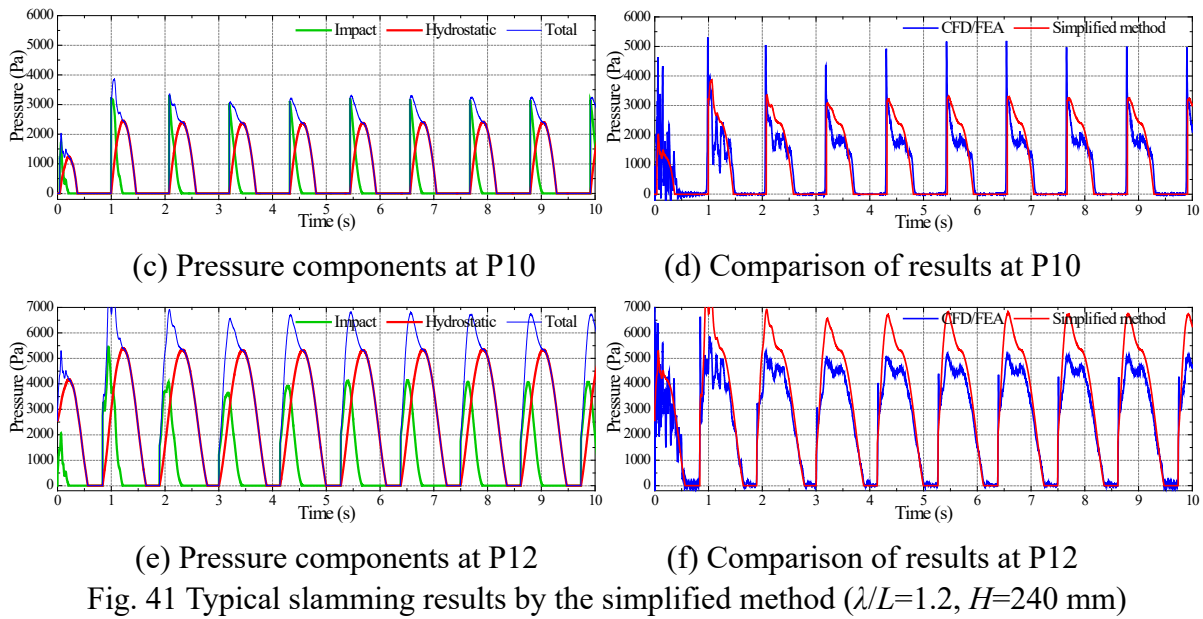 6000
5000
4000
3000
2000
1000
0
Pressure (Pa)
Impact Hydrostatic Total
0 1 2 3 4 5 6 7 8 9 10
Time (s)
6000
5000
4000
3000
2000
1000
0
Pressure (Pa)
CFD/FEA Simplified method
0 1 2 3 4 5 6 7 8 9 10
Time (s)
(c) Pressure components at P10
(d) Comparison of results at P10
7000
6000
5000
4000
3000
2000
1000
0
Pressure (Pa)
Impact Hydrostatic Total
0 1 2 3 4 5 6 7 8 9 10
Time (s)
7000
6000
5000
4000
3000
2000
1000
0
Pressure (Pa)
CFD/FEA Simplified method
0 1 2 3 4 5 6 7 8 9 10
Time (s)
(e) Pressure components at P12
(f) Comparison of results at P12
Fig. 41 Typical slamming results by the simplified method (λ/L=1.2, H=240 mm)